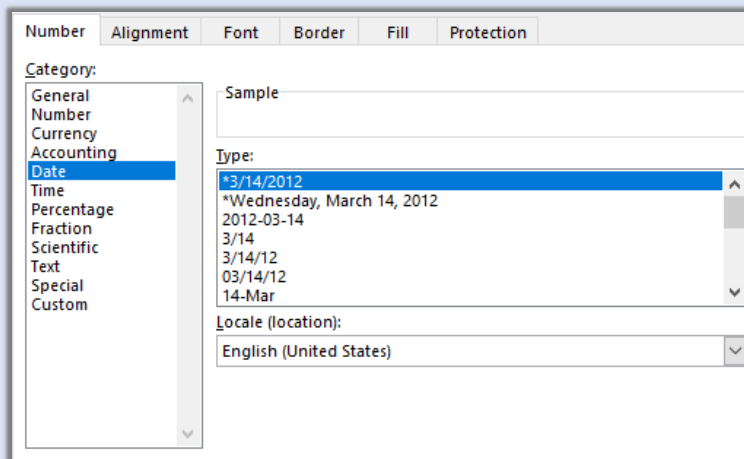 Number Alignment Font Border Fill Protection
Category:
General
Number
Currency
Accounting
Date
Time
Percentage
Fraction
Scientific
Text
Special
Custom
Sample
Type:
*3/14/2012
*Wednesday, March 14, 2012
2012-03-14
3/14
3/14/12
03/14/12
14-Mar
Locale (location):
English (United States)